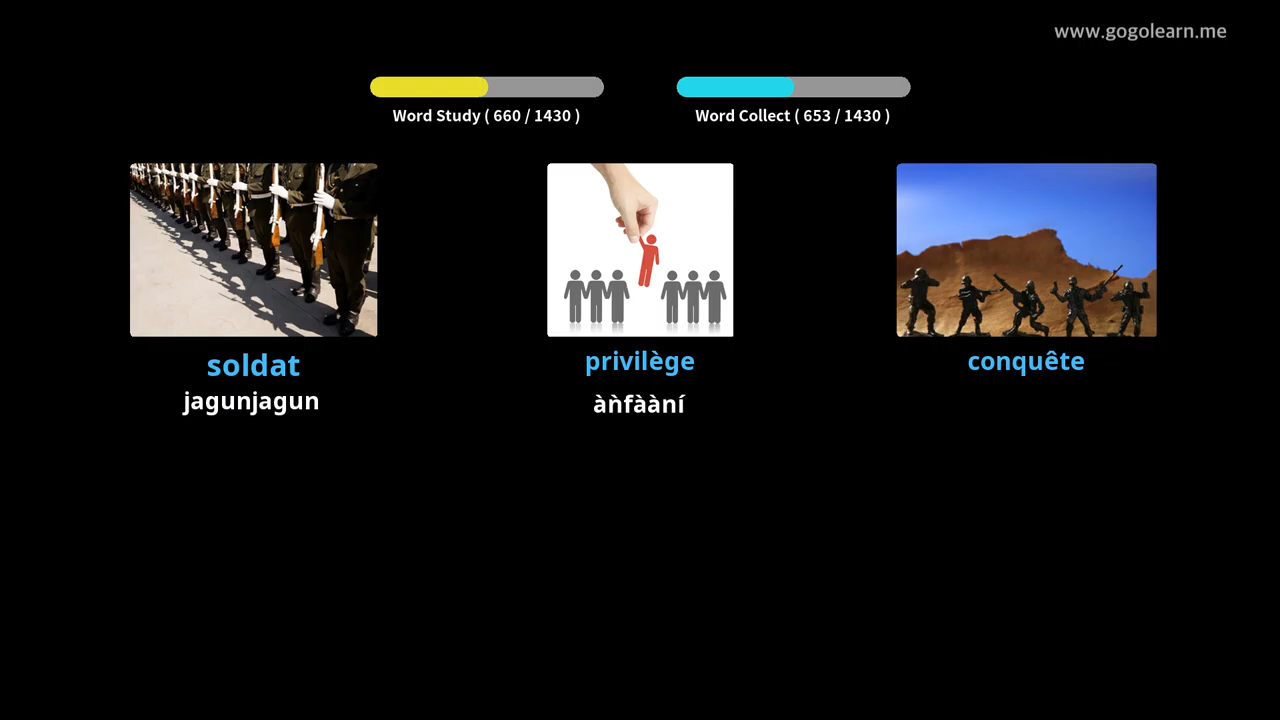 www.gogolearn.me
Word Study ( 660 / 1430 )
Word Collect ( 653 / 1430 )
soldat
jagunjagun
privilège
àǹfààní
conquête